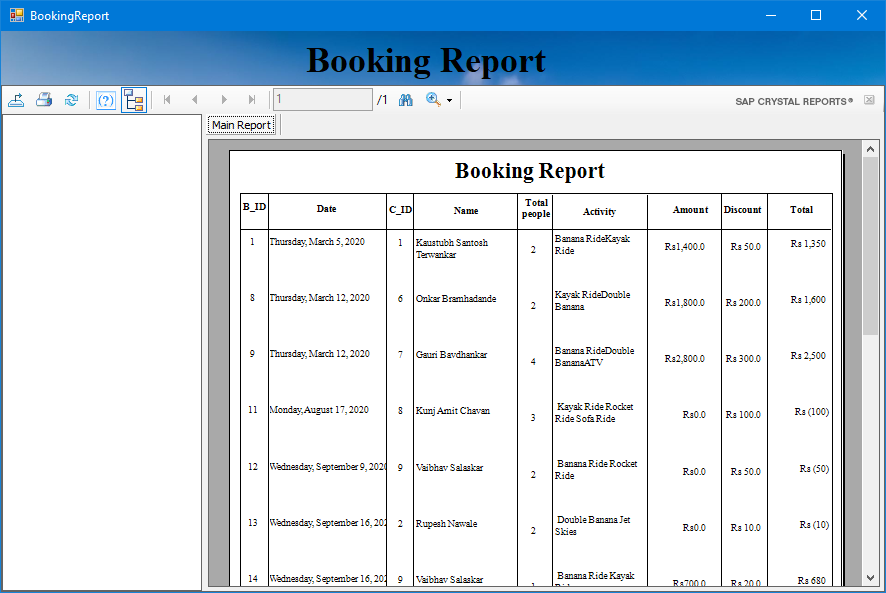 BookingReport
Booking Report
1 /1 SAP CRYSTAL REPORTS®
Main Report
Booking Report
B_ID Date C_ID Name Total people Activity Amount Discount Total
1 Thursday, March 5, 2020 1 Kaustubh Santosh 2 Banana RideKayak Rs1,400.0 Rs 50.0 Rs 1,350
Terwankar Ride
8 Thursday, March 12, 2020 6 Onkar Bramhadande 2 Kayak RideDouble Rs1,800.0 Rs 200.0 Rs 1,600
Banana
9 Thursday, March 12, 2020 7 Gauri Bavdhankar 4 Banana RideDouble Rs2,800.0 Rs 300.0 Rs 2,500
BananaATV
11 Monday, August 17, 2020 8 Kunj Amit Chavan 3 Kayak Ride Rocket Rs0.0 Rs 100.0 Rs (100)
Ride Sofa Ride
12 Wednesday, September 9, 2020 9 Vaibhav Salaskar 2 Banana Ride Rocket Rs0.0 Rs 50.0 Rs (50)
Ride
13 Wednesday, September 16, 202 2 Rupesh Nawale 2 Double Banana Jet Rs0.0 Rs 10.0 Rs (10)
Skies
14 Wednesday, September 16, 202 9 Vaibhav Salaskar Banana Ride Kayak Rs700.0 Rs 20.0 Rs 680